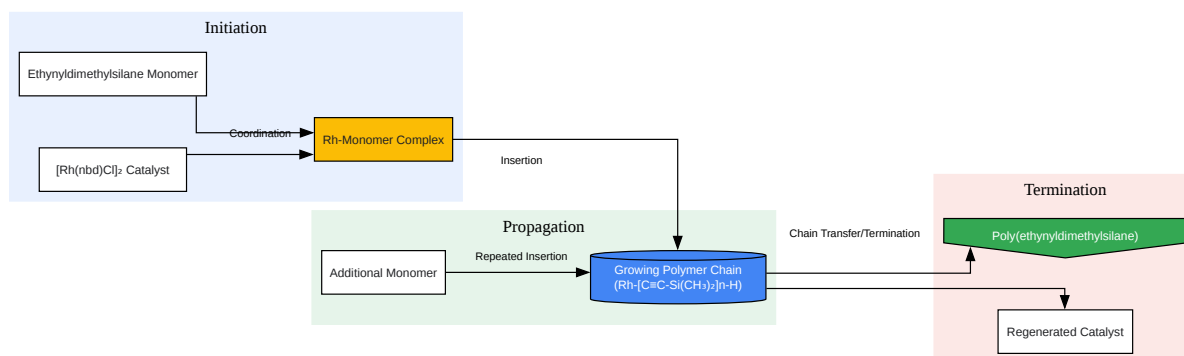 Initiation
Ethynyldimethylsilane Monomer
Coordination
Rh-Monomer Complex
[Rh(nbd)Cl]₂ Catalyst
Insertion
Propagation
Additional Monomer
Repeated Insertion
Growing Polymer Chain
(Rh-[C≡C-Si(CH₃)₂]n-H)
Chain Transfer/Termination
Termination
Poly(ethynyldimethylsilane)
Regenerated Catalyst